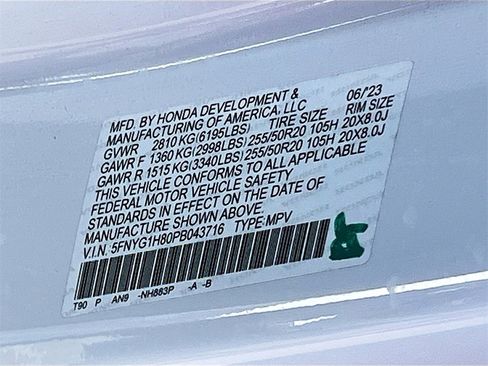 MFD. BY HONDA DEVELOPMENT & 06/'23
MANUFACTURING OF AMERICA, LLC
GVWR 2810 KG(6195LBS) TIRE SIZE RIM SIZE
GAWR F 1360 KG(2998LBS) 255/50R20 105H 20X8.0J
GAWR R 1515 KG(3340LBS) 255/50R20 105H 20X8.0J
THIS VEHICLE CONFORMS TO ALL APPLICABLE
FEDERAL MOTOR VEHICLE SAFETY
STANDARDS IN EFFECT ON THE DATE OF
MANUFACTURE SHOWN ABOVE.
V.I.N. 5FNYG1H80PB043716 TYPE:MPV
T90 P AN9 -NH883P -A -B